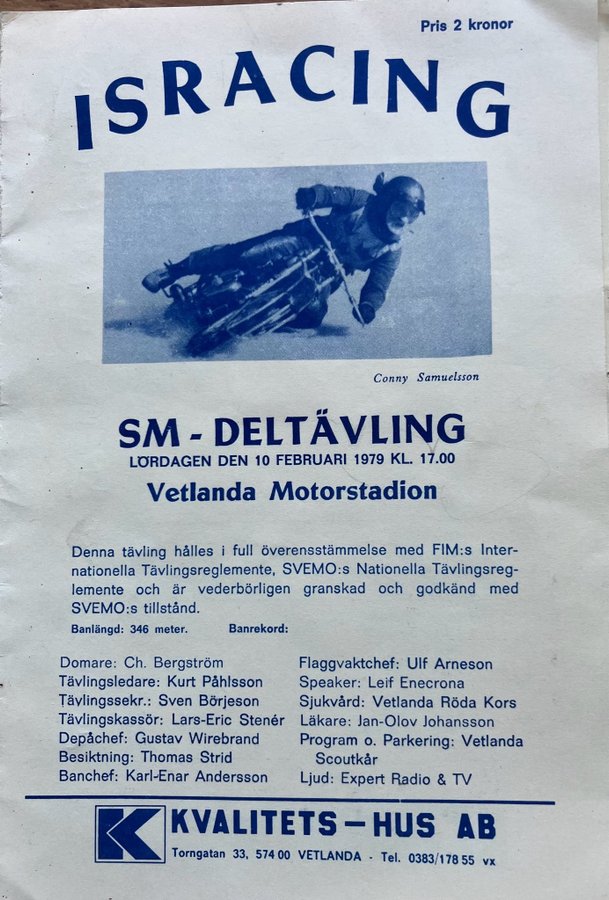 Pris 2 kronor
ISRACING
Conny Samuelsson
SM - DELTÄVLING
LÖRDAGEN DEN 10 FEBRUARI 1979 KL. 17.00
Vetlanda Motorstadion
Denna tävling hålles i full överensstämmelse med FIM:s Inter-
nationella Tävlingsreglemente, SVEMO:s Nationella Tävlingsreg-
lemente och är vederbörligen granskad och godkänd med
SVEMO:s tillstånd.
Banlängd: 346 meter. Banrekord:
Domare: Ch. Bergström
Tävlingsledare: Kurt Påhlsson
Tävlingssekr.: Sven Börjeson
Tävlingskassör: Lars-Eric Stenér
Depåchef: Gustav Wirebrand
Besiktning: Thomas Strid
Banchef: Karl-Enar Andersson
Flaggvaktchef: Ulf Arneson
Speaker: Leif Enecrona
Sjukvård: Vetlanda Röda Kors
Läkare: Jan-Olov Johansson
Program o. Parkering: Vetlanda
Scoutkår
Ljud: Expert Radio & TV
K KVALITETS-HUS AB
Torngatan 33, 574 00 VETLANDA - Tel. 0383/178 55 vx